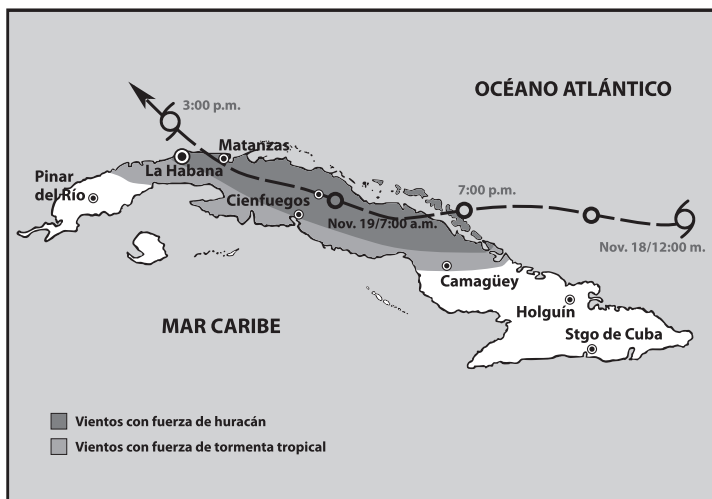 OCÉANO ATLÁNTICO
3:00 p.m.
Matanzas
La Habana
Pinar
del Río
Cienfuegos
7:00 p.m.
Nov. 19/7:00 a.m.
Nov. 18/12:00 m.
Camagüey
Holguín
MAR CARIBE
Stgo de Cuba
Vientos con fuerza de huracán
Vientos con fuerza de tormenta tropical